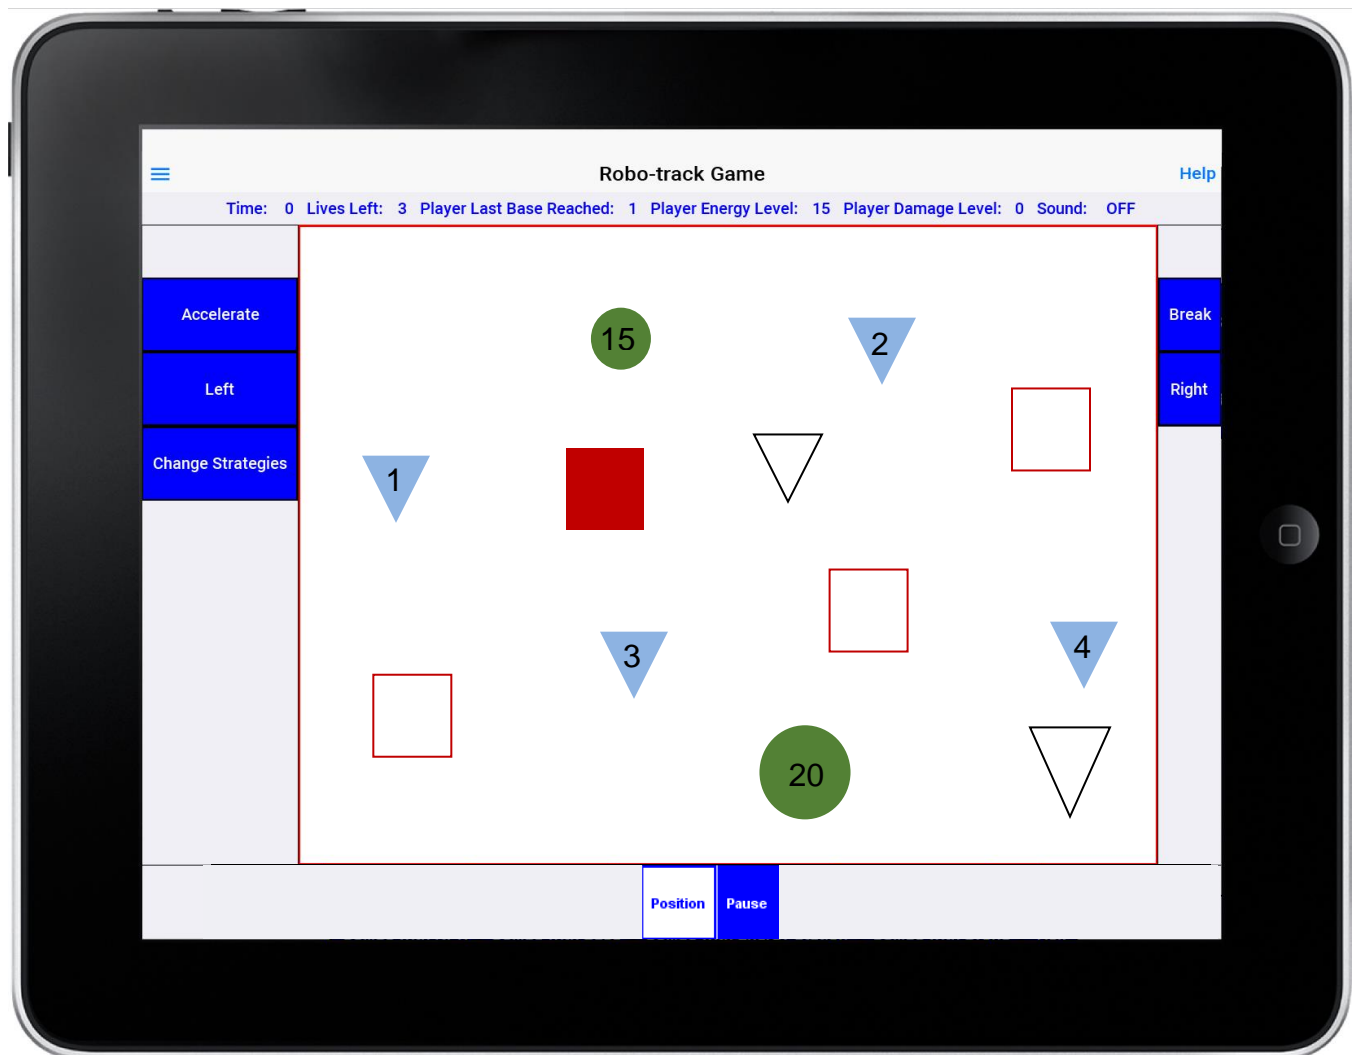 Robo-track Game
Help
Time: 0 Lives Left: 3 Player Last Base Reached: 1 Player Energy Level: 15 Player Damage Level: 0 Sound: OFF
Accelerate
Left
Change Strategies
15
2
1
3
4
20
Break
Right
Position Pause